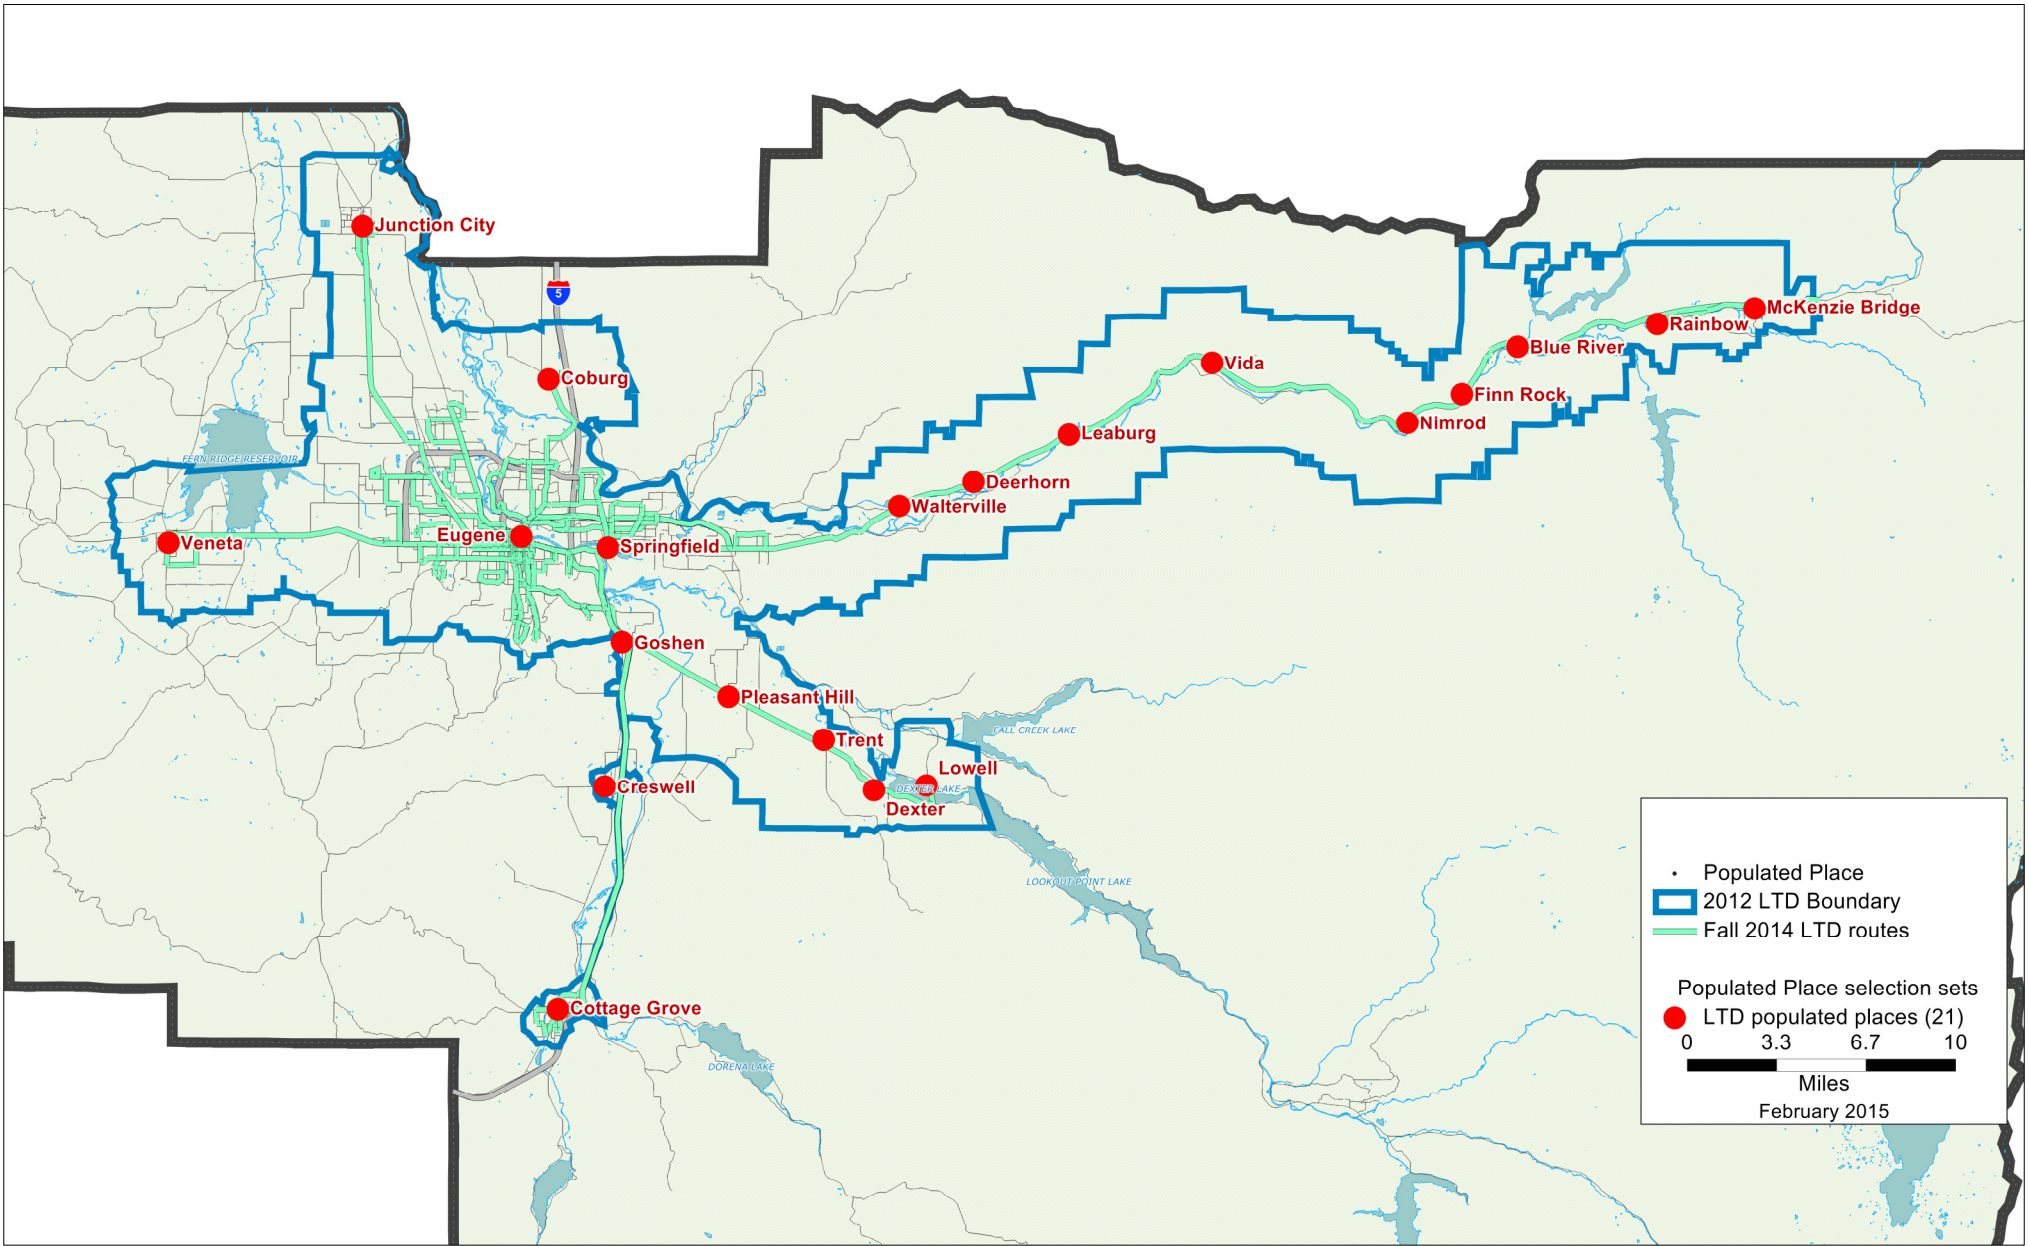 Junction City
5
McKenzie Bridge
Rainbow
Blue River
Vida
Coburg
Finn Rock
Nimrod
Leaburg
FERN RIDGE RESERVOIR
Deerhorn
Walterville
Eugene
Veneta
Springfield
Goshen
Pleasant Hill
FALL CREEK LAKE
Trent
Lowell
Creswell
DEXTER LAKE
Dexter
LOOKOUT POINT LAKE
Cottage Grove
DORENA LAKE
Populated Place
2012 LTD Boundary
Fall 2014 LTD routes
Populated Place selection sets
LTD populated places (21)
0 3.3 6.7 10
Miles
February 2015